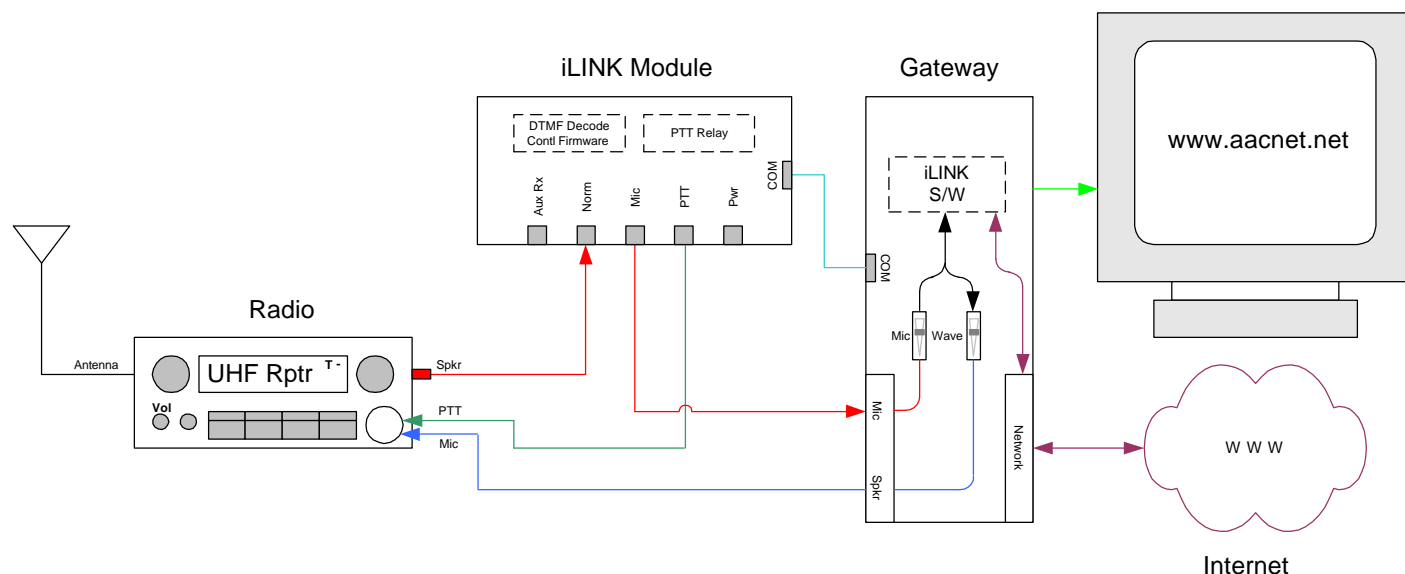 iLINK Module
Gateway
DTMF Decode
Contl Firmware
PTT Relay
COM
Aux Rx
Norm
Mic
PTT
Pwr
iLINK
S/W
www.aacnet.net
COM
Mic
Wave
Radio
Antenna
UHF Rptr
T -
Spkr
Vol
PTT
Mic
Mic
Spkr
Network
W W W
Internet